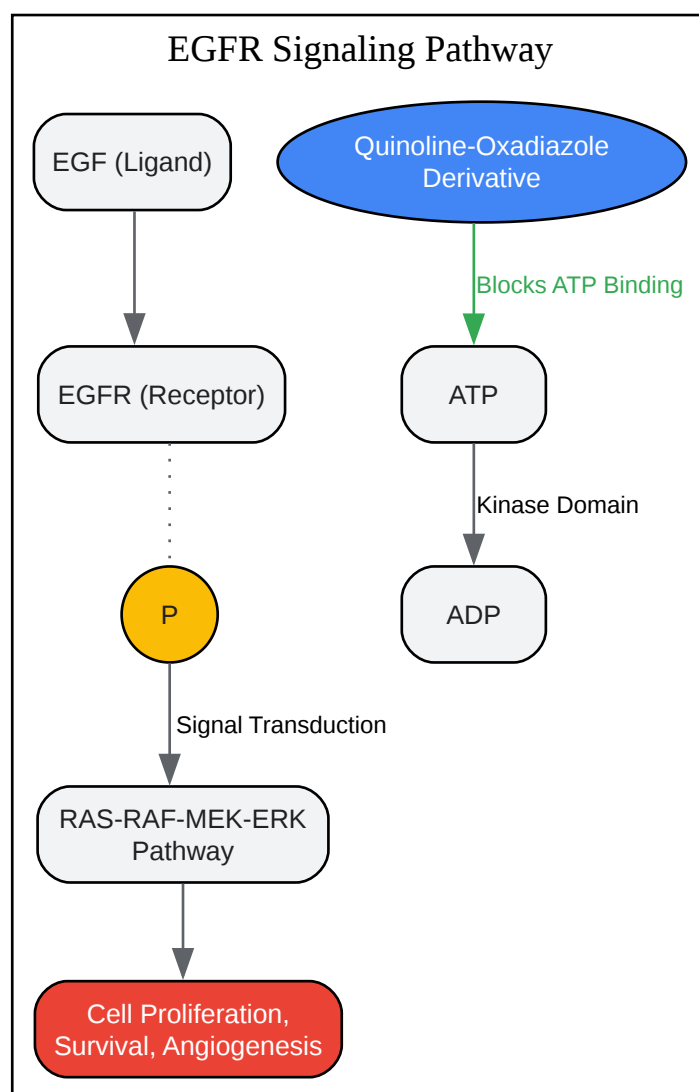 EGFR Signaling Pathway
EGF (Ligand)
Quinoline-Oxadiazole
Derivative
Blocks ATP Binding
EGFR (Receptor)
ATP
Kinase Domain
P
ADP
Signal Transduction
RAS-RAF-MEK-ERK
Pathway
Cell Proliferation,
Survival, Angiogenesis